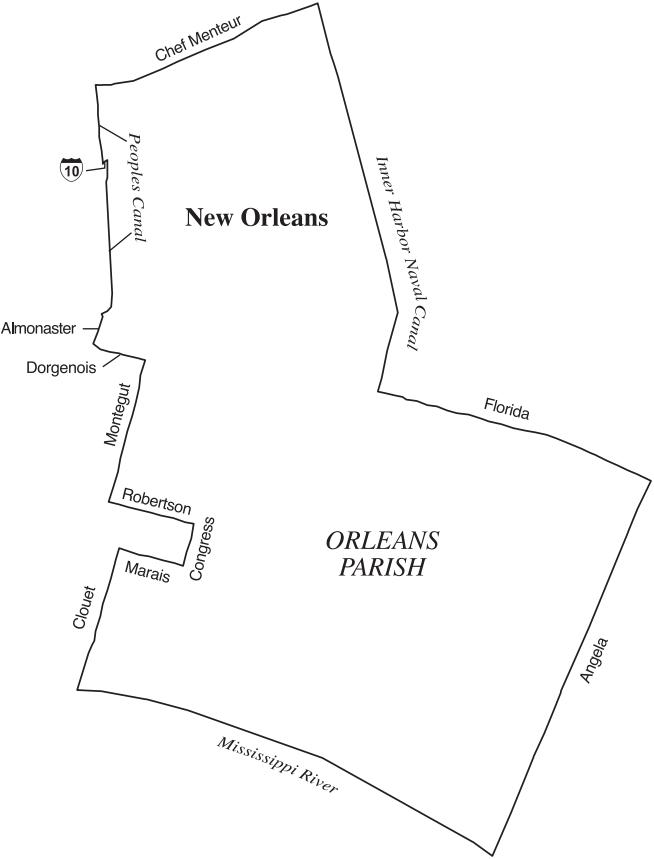 Chef Menteur
Peoples Canal
10
New Orleans
Inner Harbor Naval Canal
Almonaster
Dorgenois
Montegut
Florida
Robertson
Congress
Marais
ORLEANS
PARISH
Clouet
Angela
Mississippi River